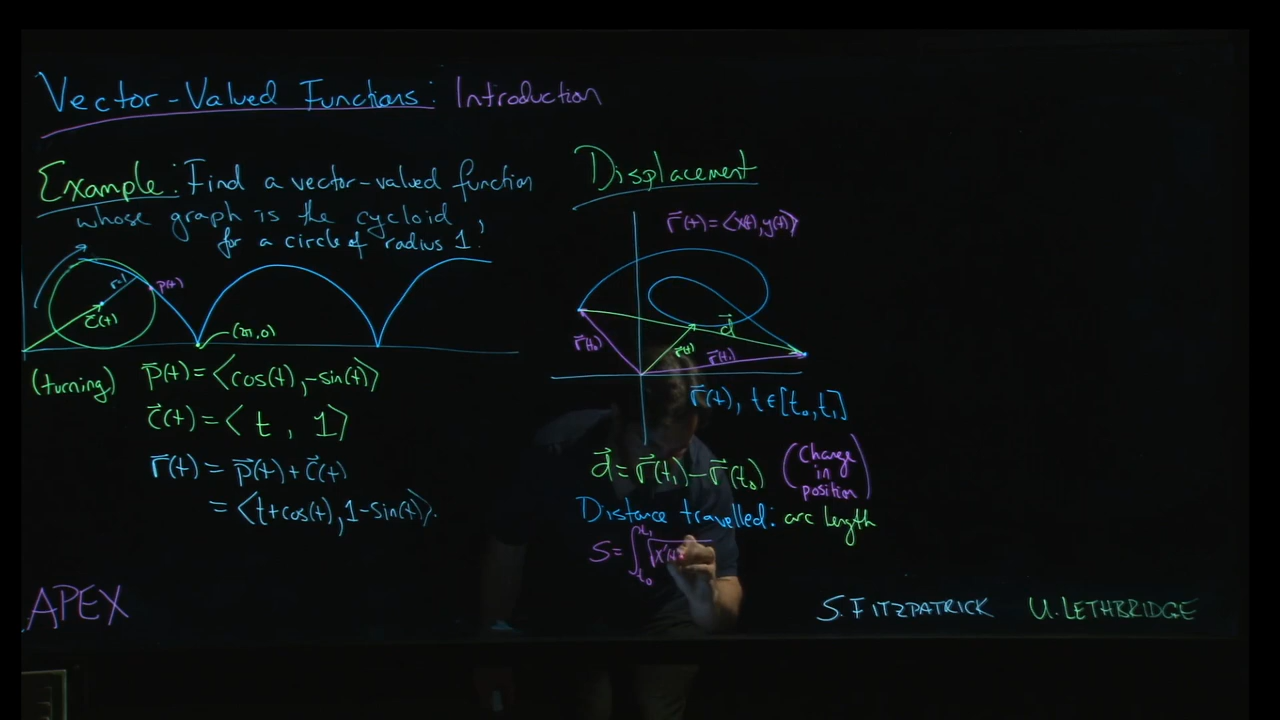 Vector-Valued Functions: Introduction
Example: Find a vector-valued function
whose graph is the cycloid
for a circle of radius 1.
r=1
p(t)
c⃗(t)
(2π,0)
(turning)
p⃗(t) = ⟨cos(t), -sin(t)⟩
c⃗(t) = ⟨t, 1⟩
r⃗(t) = p⃗(t) + c⃗(t)
= ⟨t+cos(t), 1-sin(t)⟩.
APEX
Displacement
r⃗(t) = ⟨x(t), y(t)⟩
d⃗
r⃗(t₀)
r⃗(t)
r⃗(t₁)
r⃗(t), t∈[t₀,t₁]
d⃗ = r⃗(t₁) - r⃗(t₀)
(Change
in
position)
Distance travelled: arc length
S = ∫_{t₀}^{t₁} √x'(t)
S. FITZPATRICK U. LETHBRIDGE